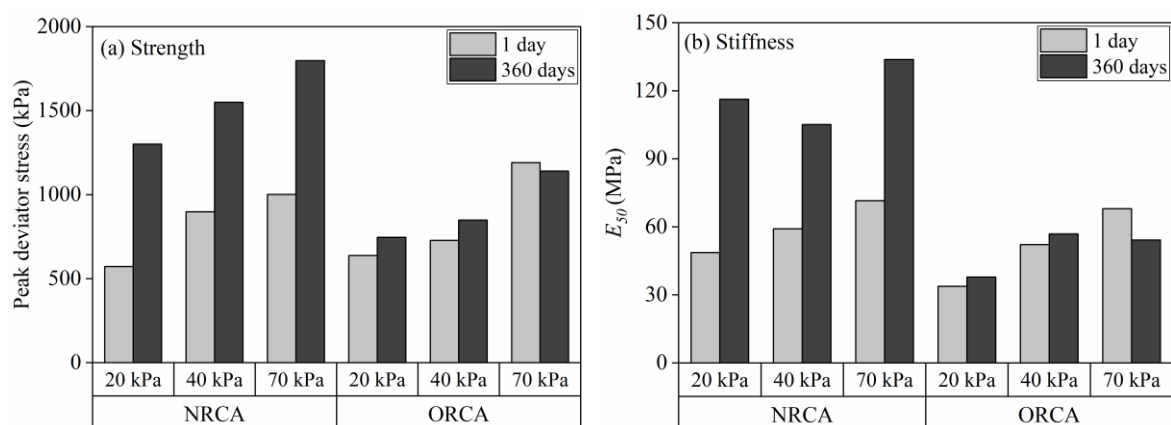 (a) Strength
1 day
360 days
Peak deviator stress (kPa)
2000
1500
1000
500
0
20 kPa 40 kPa 70 kPa 20 kPa 40 kPa 70 kPa
NRCA ORCA
(b) Stiffness
1 day
360 days
E50 (MPa)
150
120
90
60
30
0
20 kPa 40 kPa 70 kPa 20 kPa 40 kPa 70 kPa
NRCA ORCA